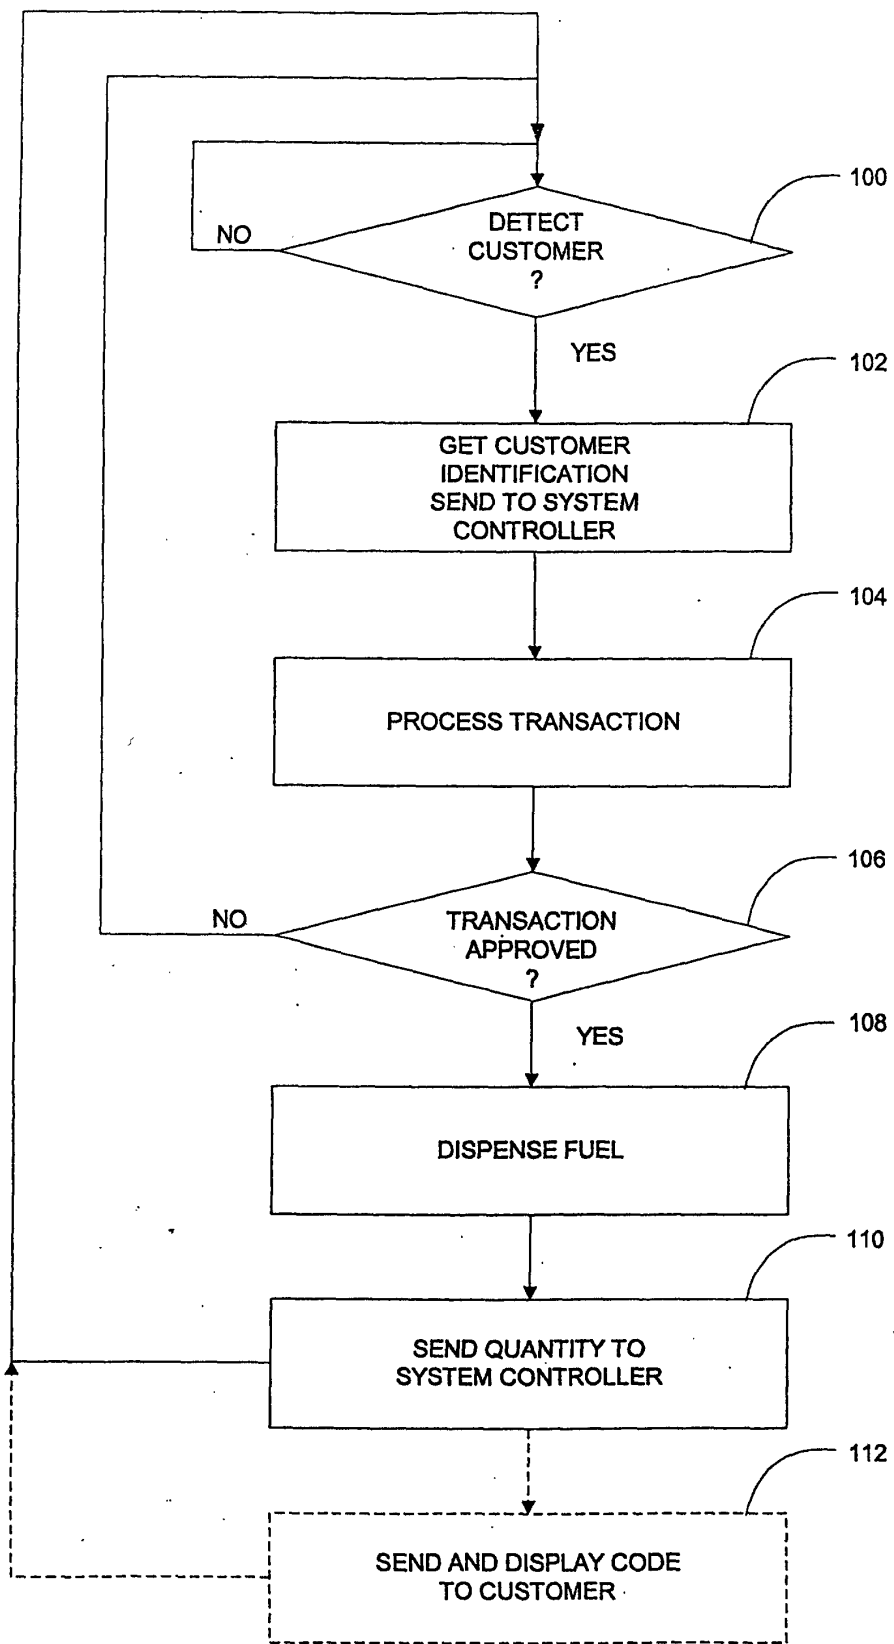 100
DETECT
CUSTOMER
?
NO
YES
102
GET CUSTOMER
IDENTIFICATION
SEND TO SYSTEM
CONTROLLER
104
PROCESS TRANSACTION
106
NO
TRANSACTION
APPROVED
?
YES
108
DISPENSE FUEL
110
SEND QUANTITY TO
SYSTEM CONTROLLER
112
SEND AND DISPLAY CODE
TO CUSTOMER